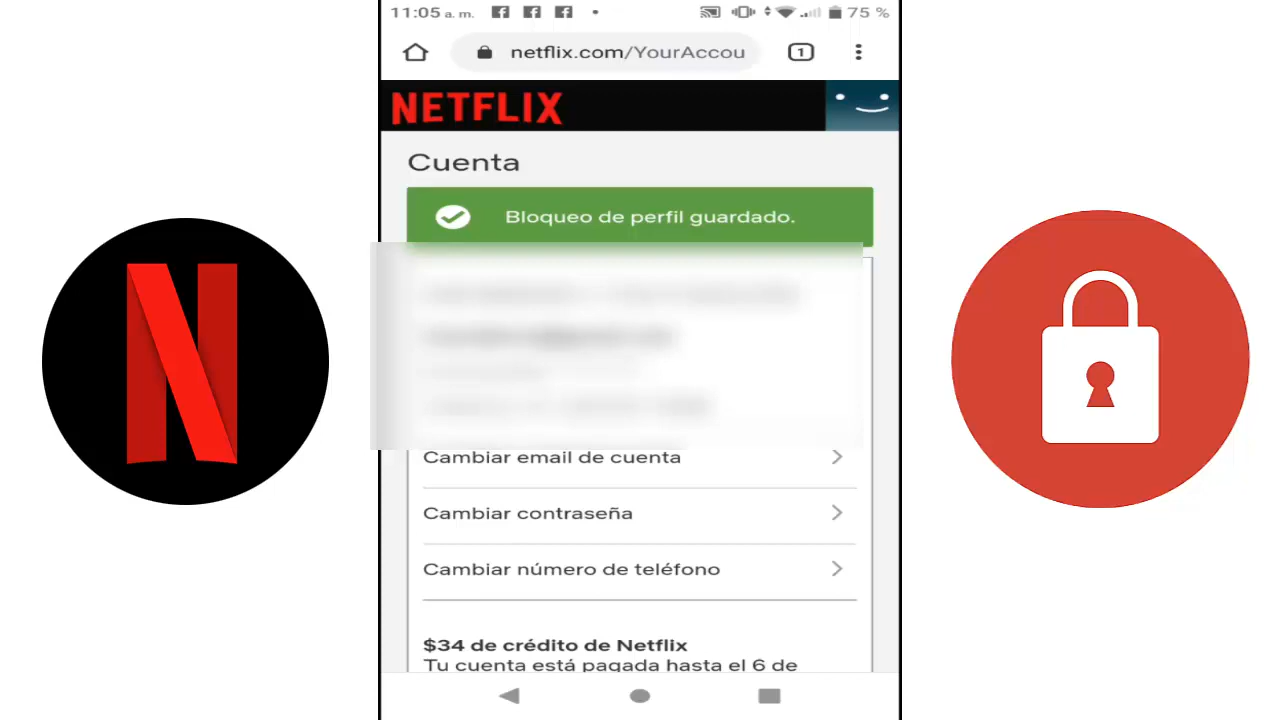 11:05 a. m.
75 %
netflix.com/YourAccou
1
NETFLIX
Cuenta
Bloqueo de perfil guardado.
Cambiar email de cuenta
Cambiar contraseña
Cambiar número de teléfono
$34 de crédito de Netflix
Tu cuenta está pagada hasta el 6 de